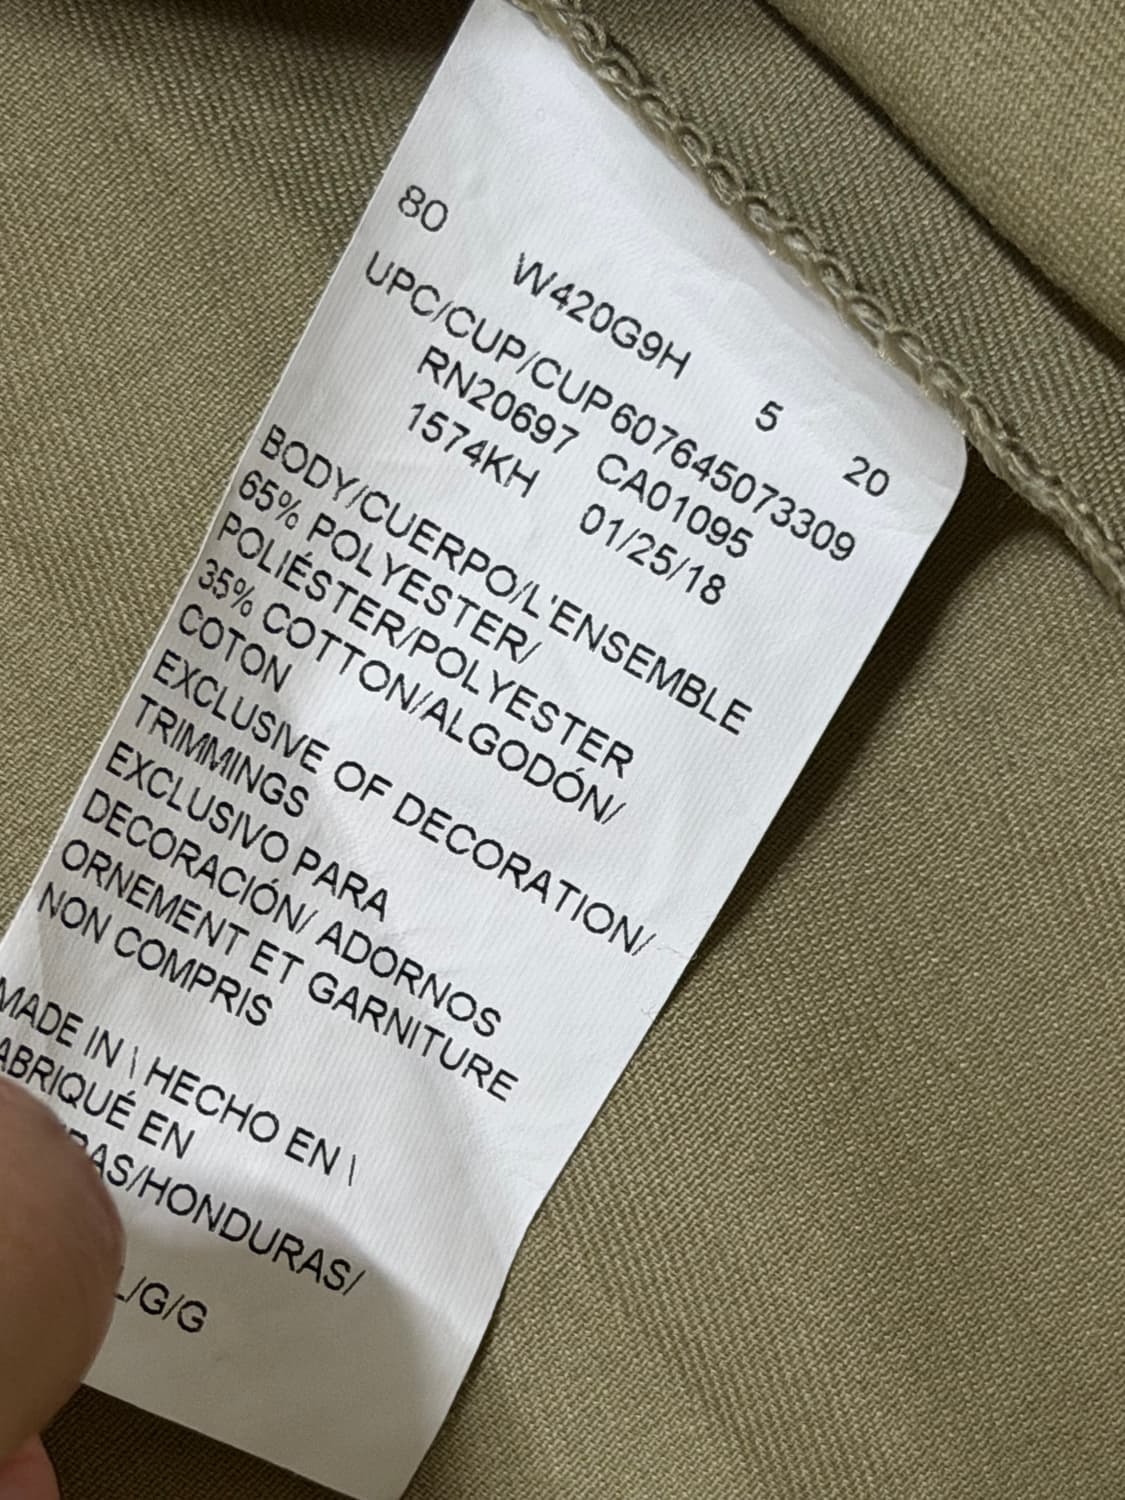 80 W420G9H 5 20
UPC/CUP/CUP607645073309
RN20697 CA01095
1574KH 01/25/18
BODY/CUERPO/L'ENSEMBLE
65% POLYESTER/
POLIÉSTER/POLYESTER
35% COTTON/ALGODÓN/
COTON
EXCLUSIVE OF DECORATION/
TRIMMINGS
EXCLUSIVO PARA
DECORACIÓN/ ADORNOS
ORNEMENT ET GARNITURE
NON COMPRIS
MADE IN \ HECHO EN \
ABRIQUÉ EN
RAS/HONDURAS/
L/G/G